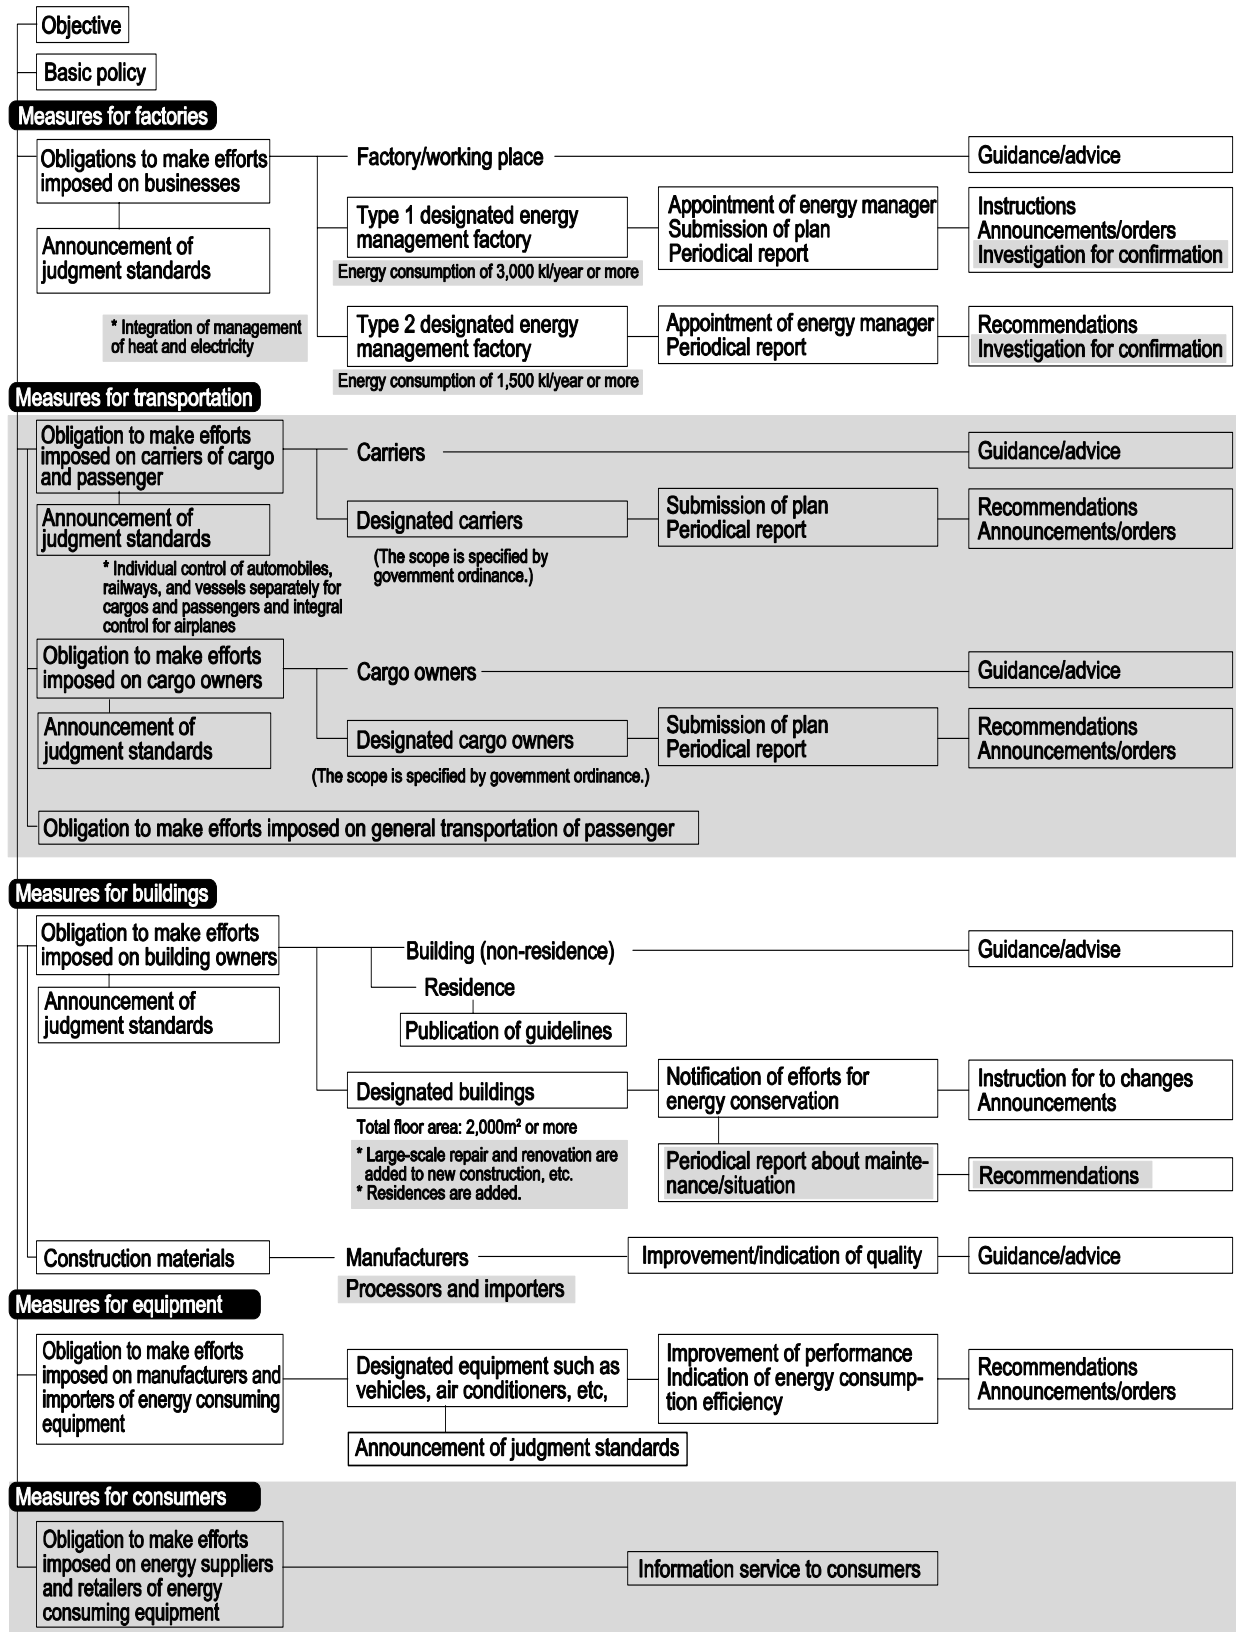 Objective
Basic policy
Measures for factories
Obligations to make efforts
imposed on businesses
Factory/working place
Guidance/advice
Announcement of
judgment standards
Type 1 designated energy
management factory
Energy consumption of 3,000 kl/year or more
Appointment of energy manager
Submission of plan
Periodical report
Instructions
Announcements/orders
Investigation for confirmation
* Integration of management
of heat and electricity
Type 2 designated energy
management factory
Energy consumption of 1,500 kl/year or more
Appointment of energy manager
Periodical report
Recommendations
Investigation for confirmation
Measures for transportation
Obligation to make efforts
imposed on carriers of cargo
and passenger
Carriers
Guidance/advice
Announcement of
judgment standards
* Individual control of automobiles,
railways, and vessels separately for
cargos and passengers and integral
control for airplanes
Designated carriers
(The scope is specified by
government ordinance.)
Submission of plan
Periodical report
Recommendations
Announcements/orders
Obligation to make efforts
imposed on cargo owners
Cargo owners
Guidance/advice
Announcement of
judgment standards
Designated cargo owners
(The scope is specified by government ordinance.)
Submission of plan
Periodical report
Recommendations
Announcements/orders
Obligation to make efforts imposed on general transportation of passenger
Measures for buildings
Obligation to make efforts
imposed on building owners
Building (non-residence)
Guidance/advise
Announcement of
judgment standards
Residence
Publication of guidelines
Designated buildings
Total floor area: 2,000m² or more
* Large-scale repair and renovation are
added to new construction, etc.
* Residences are added.
Notification of efforts for
energy conservation
Instruction for to changes
Announcements
Periodical report about mainte-
nance/situation
Recommendations
Construction materials
Manufacturers
Processors and importers
Improvement/indication of quality
Guidance/advice
Measures for equipment
Obligation to make efforts
imposed on manufacturers and
importers of energy consuming
equipment
Designated equipment such as
vehicles, air conditioners, etc,
Improvement of performance
Indication of energy consump-
tion efficiency
Recommendations
Announcements/orders
Announcement of judgment standards
Measures for consumers
Obligation to make efforts
imposed on energy suppliers
and retailers of energy
consuming equipment
Information service to consumers